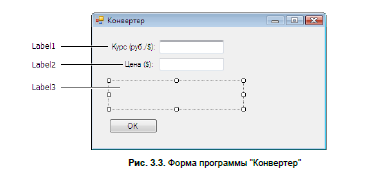 Конвертер
Label1 Курс (руб./$):
Label2 Цена ($):
Label3
OK
Рис. 3.3. Форма программы "Конвертер"